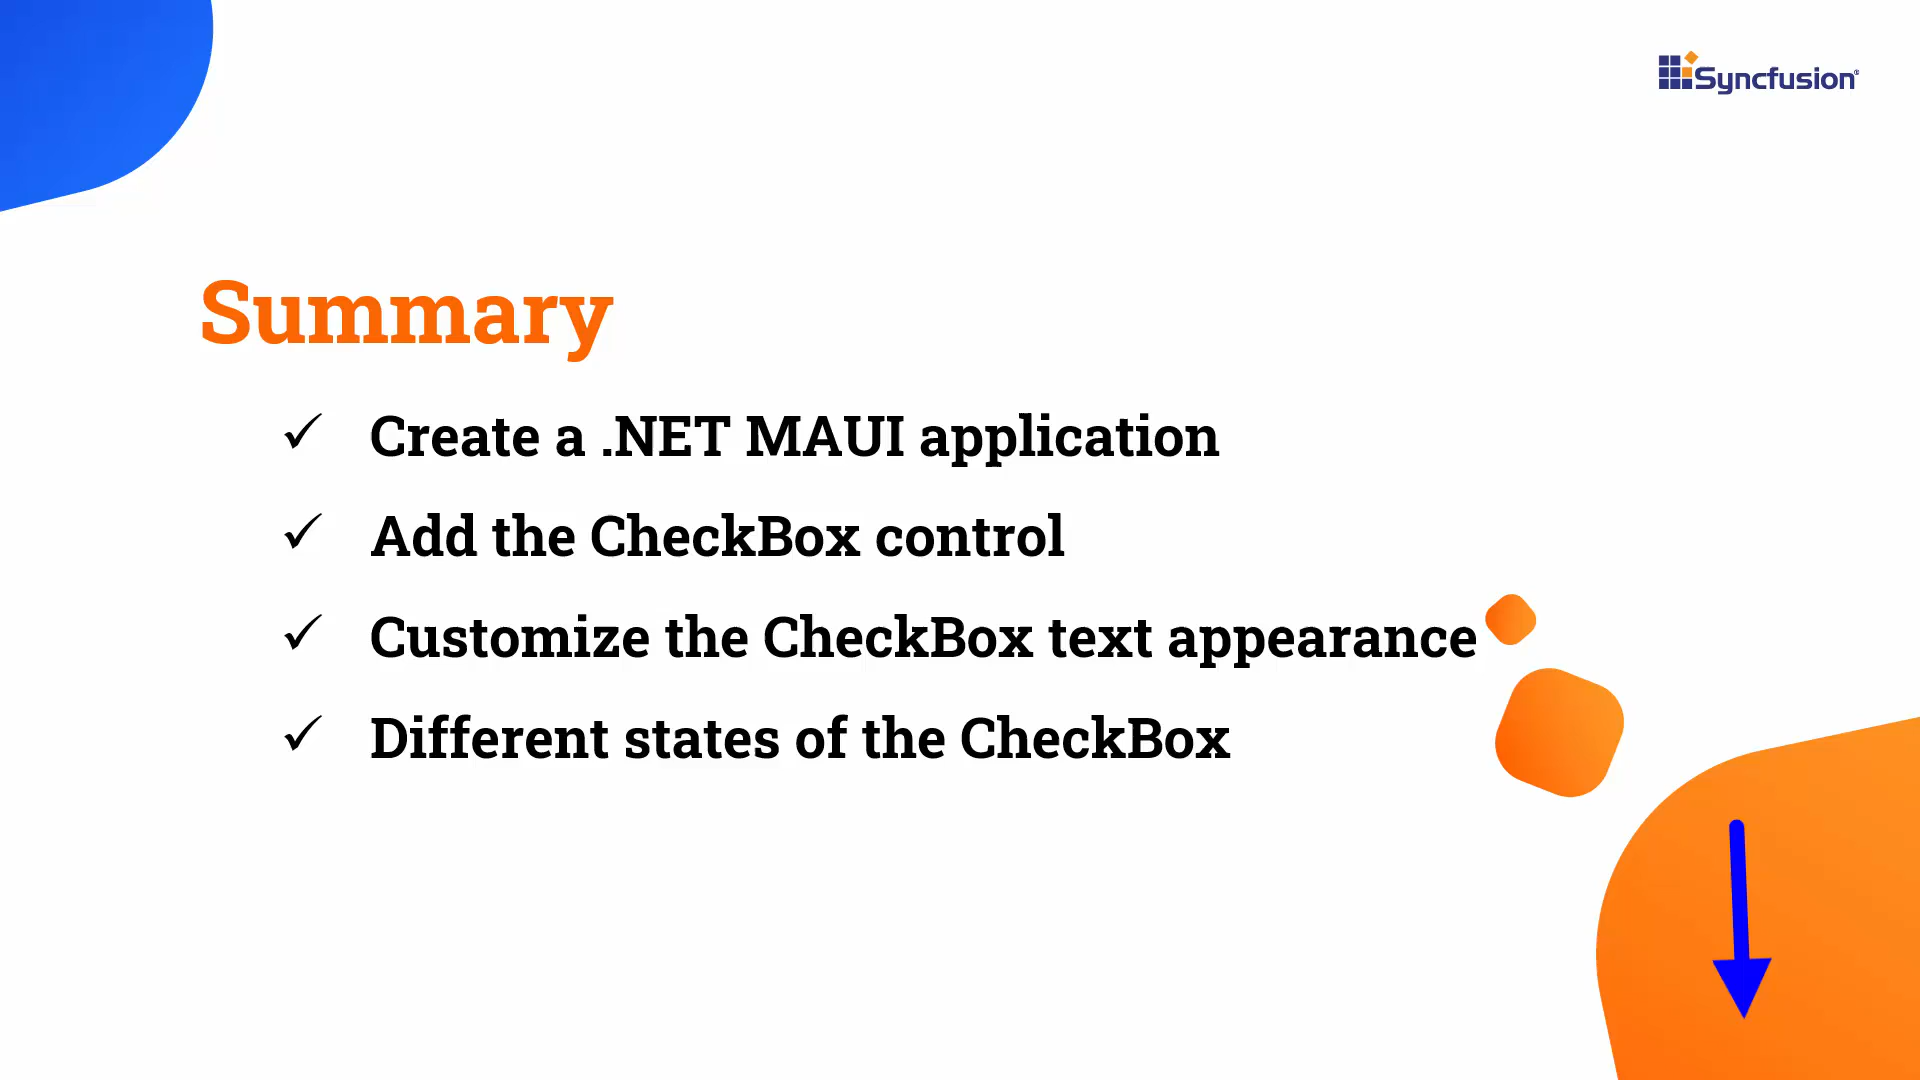 Syncfusion®
Summary
✓ Create a .NET MAUI application
✓ Add the CheckBox control
✓ Customize the CheckBox text appearance
✓ Different states of the CheckBox